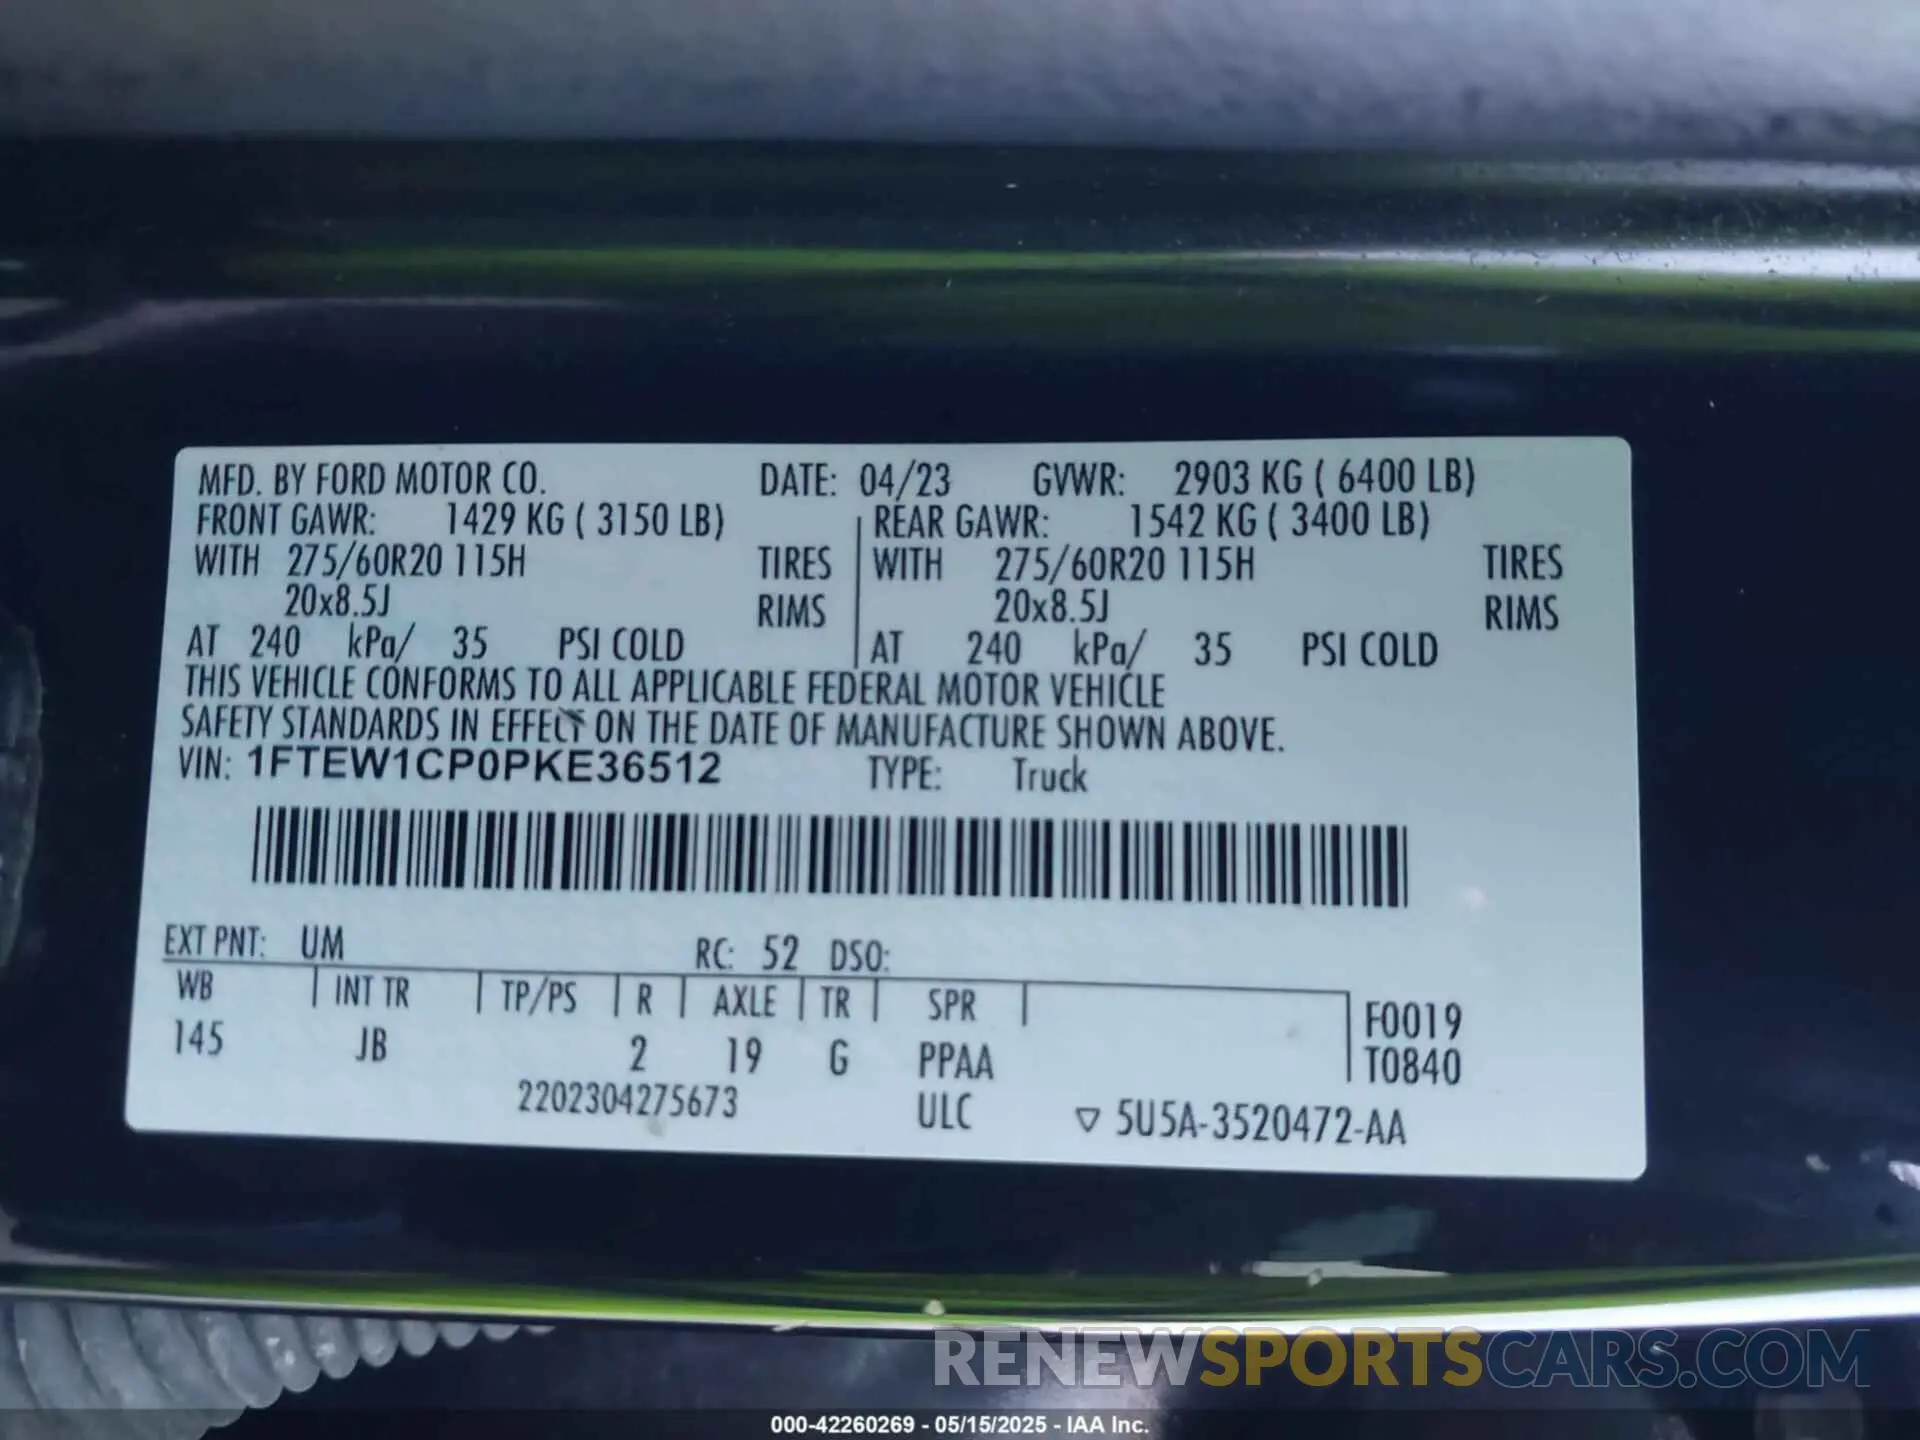 MFD. BY FORD MOTOR CO. DATE: 04/23 GVWR: 2903 KG ( 6400 LB)
FRONT GAWR: 1429 KG ( 3150 LB) REAR GAWR: 1542 KG ( 3400 LB)
WITH 275/60R20 115H TIRES WITH 275/60R20 115H TIRES
20x8.5J RIMS 20x8.5J RIMS
AT 240 kPa/ 35 PSI COLD AT 240 kPa/ 35 PSI COLD
THIS VEHICLE CONFORMS TO ALL APPLICABLE FEDERAL MOTOR VEHICLE
SAFETY STANDARDS IN EFFECT ON THE DATE OF MANUFACTURE SHOWN ABOVE.
VIN: 1FTEW1CP0PKE36512 TYPE: Truck
EXT PNT: UM RC: 52 DSO:
WB INT TR TP/PS R AXLE TR SPR F0019
145 JB 2 19 G PPAA T0840
2202304275673 ULC ▽ 5U5A-3520472-AA
RENEWSPORTSCARS.COM
000-42260269 - 05/15/2025 - IAA Inc.